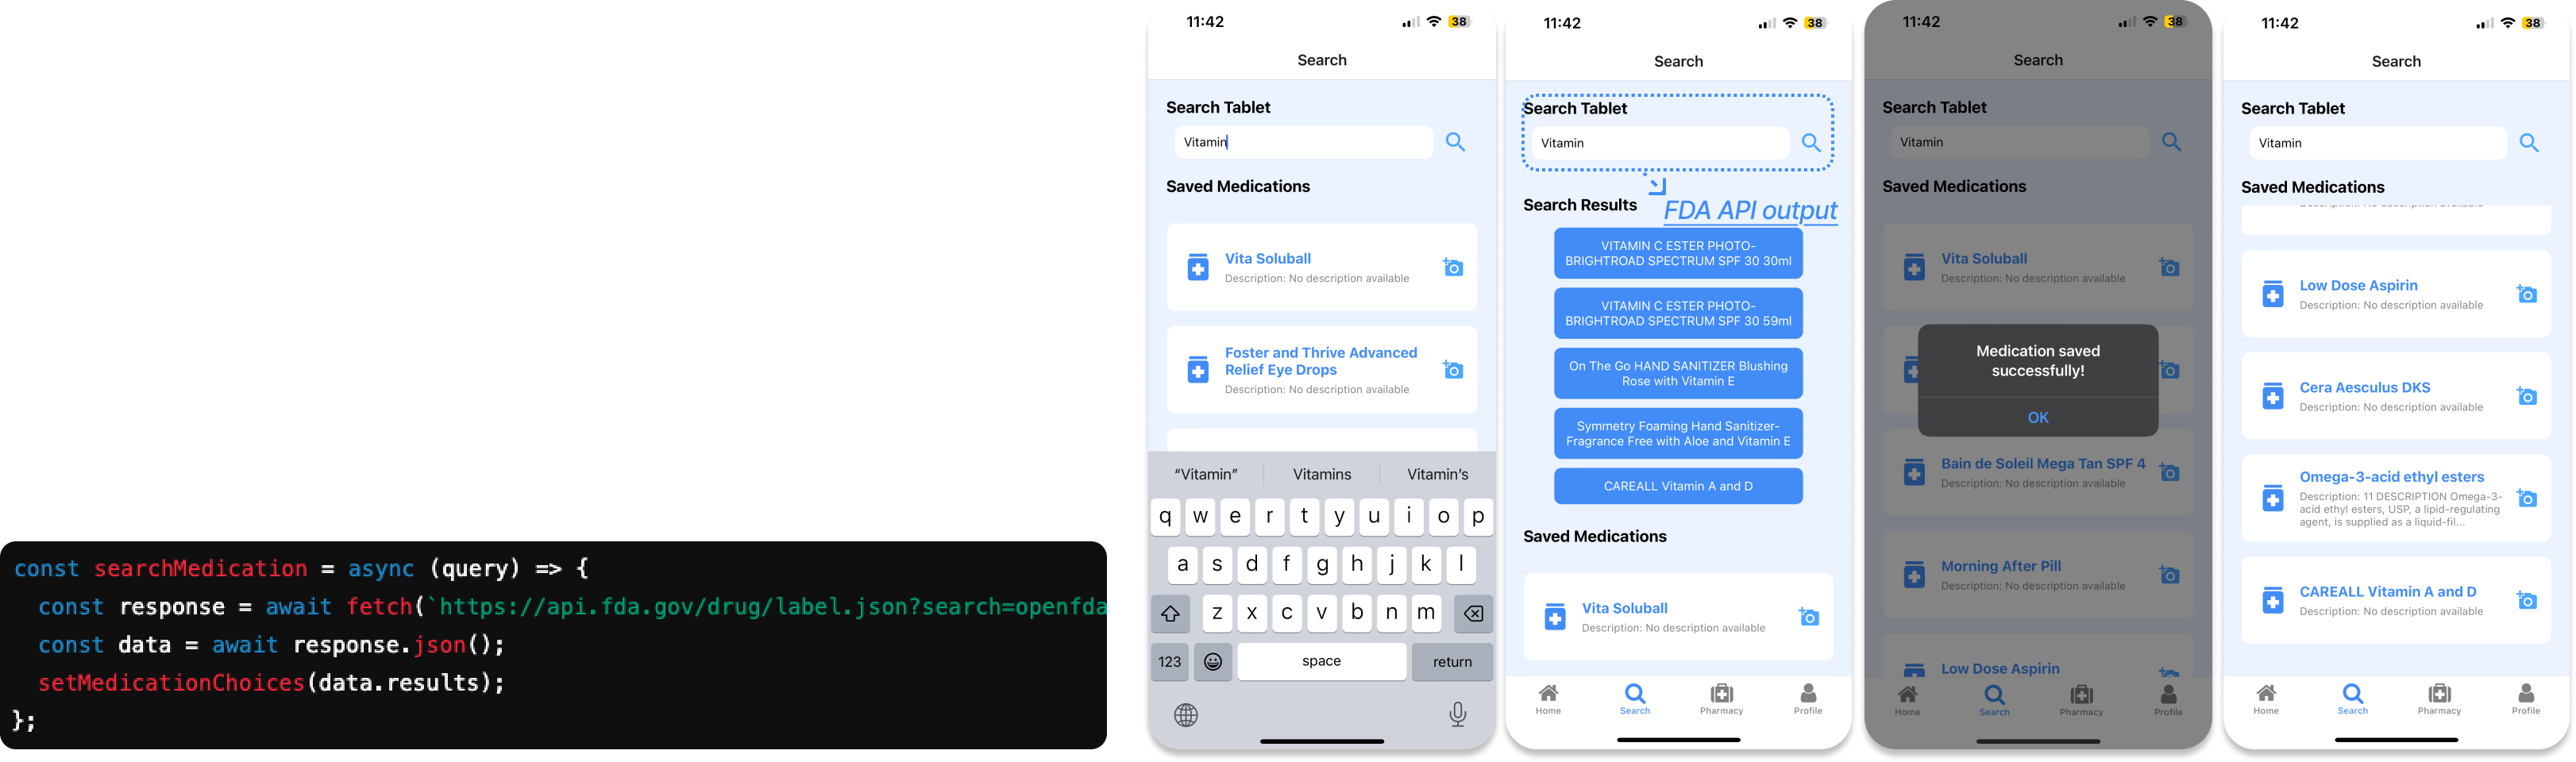 const searchMedication = async (query) => {
const response = await fetch(`https://api.fda.gov/drug/label.json?search=openfda
const data = await response.json();
setMedicationChoices(data.results);
};
11:42
38
Search
Search Tablet
Vitamin
Saved Medications
Vita Soluball
Description: No description available
Foster and Thrive Advanced
Relief Eye Drops
Description: No description available
“Vitamin”
Vitamins
Vitamin’s
q w e r t y u i o p
a s d f g h j k l
z x c v b n m
123
space
return
11:42
38
Search
Search Tablet
Vitamin
Search Results
FDA API output
VITAMIN C ESTER PHOTO-
BRIGHTROAD SPECTRUM SPF 30 30ml
VITAMIN C ESTER PHOTO-
BRIGHTROAD SPECTRUM SPF 30 59ml
On The Go HAND SANITIZER Blushing
Rose with Vitamin E
Symmetry Foaming Hand Sanitizer-
Fragrance Free with Aloe and Vitamin E
CAREALL Vitamin A and D
Saved Medications
Vita Soluball
Description: No description available
Home
Search
Pharmacy
Profile
11:42
38
Search
Search Tablet
Vitamin
Saved Medications
Vita Soluball
Description: No description available
Medication saved
successfully!
OK
Bain de Soleil Mega Tan SPF 4
Description: No description available
Morning After Pill
Description: No description available
Low Dose Aspirin
Home
Search
Pharmacy
Profile
11:42
38
Search
Search Tablet
Vitamin
Saved Medications
Low Dose Aspirin
Description: No description available
Cera Aesculus DKS
Description: No description available
Omega-3-acid ethyl esters
Description: 11 DESCRIPTION Omega-3-
acid ethyl esters, USP, a lipid-regulating
agent, is supplied as a liquid-fil...
CAREALL Vitamin A and D
Description: No description available
Home
Search
Pharmacy
Profile